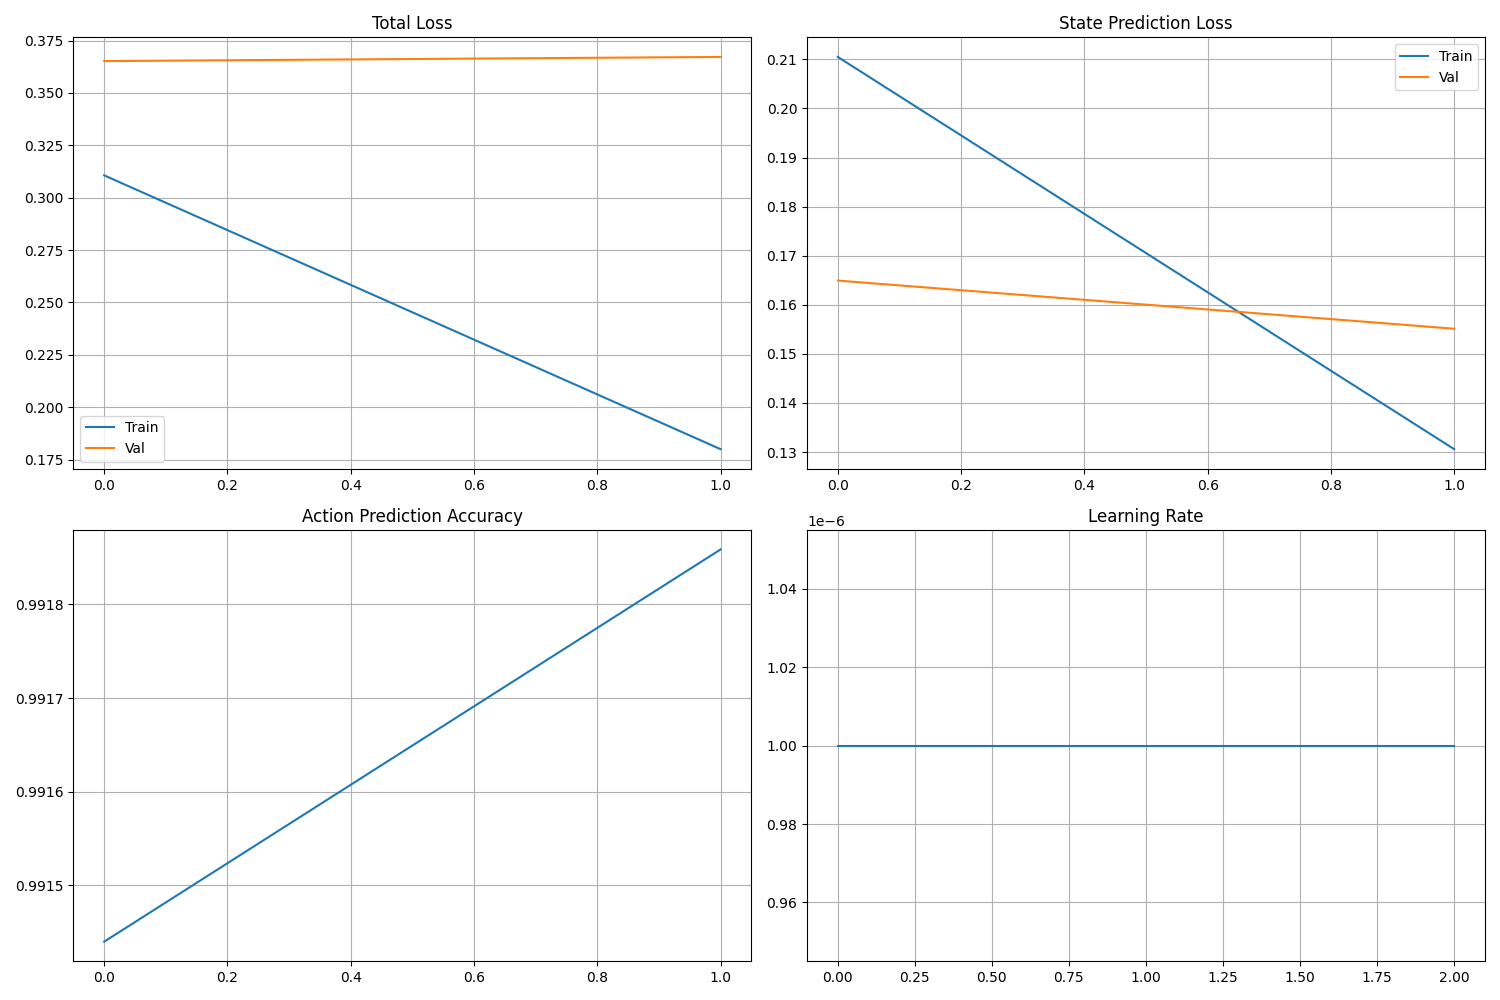 Total Loss
0.375
0.350
0.325
0.300
0.275
0.250
0.225
0.200
0.175
Train
Val
0.0 0.2 0.4 0.6 0.8 1.0
State Prediction Loss
0.21
0.20
0.19
0.18
0.17
0.16
0.15
0.14
0.13
Train
Val
0.0 0.2 0.4 0.6 0.8 1.0
Action Prediction Accuracy
0.9918
0.9917
0.9916
0.9915
0.0 0.2 0.4 0.6 0.8 1.0
Learning Rate
1e−6
1.04
1.02
1.00
0.98
0.96
0.00 0.25 0.50 0.75 1.00 1.25 1.50 1.75 2.00